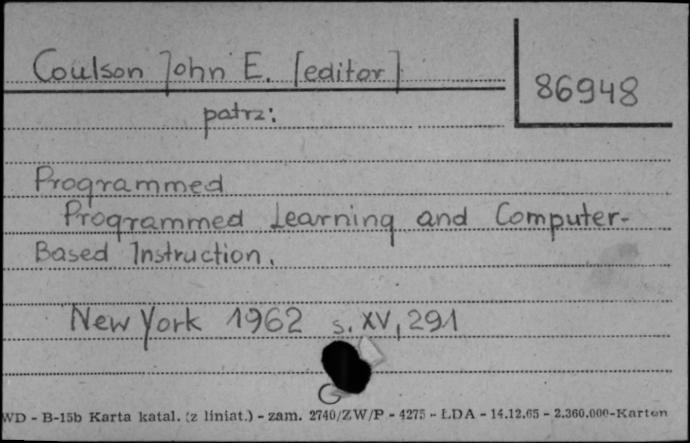 Coulson John E. [editor]
86948
patrz:
Programmed
Programmed Learning and Computer-
Based Instruction.
New York 1962 s. XV, 291
G
WD - B-15b Karta katal. (z liniat.) - zam. 2740/ZW/P - 4275 - LDA - 14.12.65 - 2.360.000-Karton